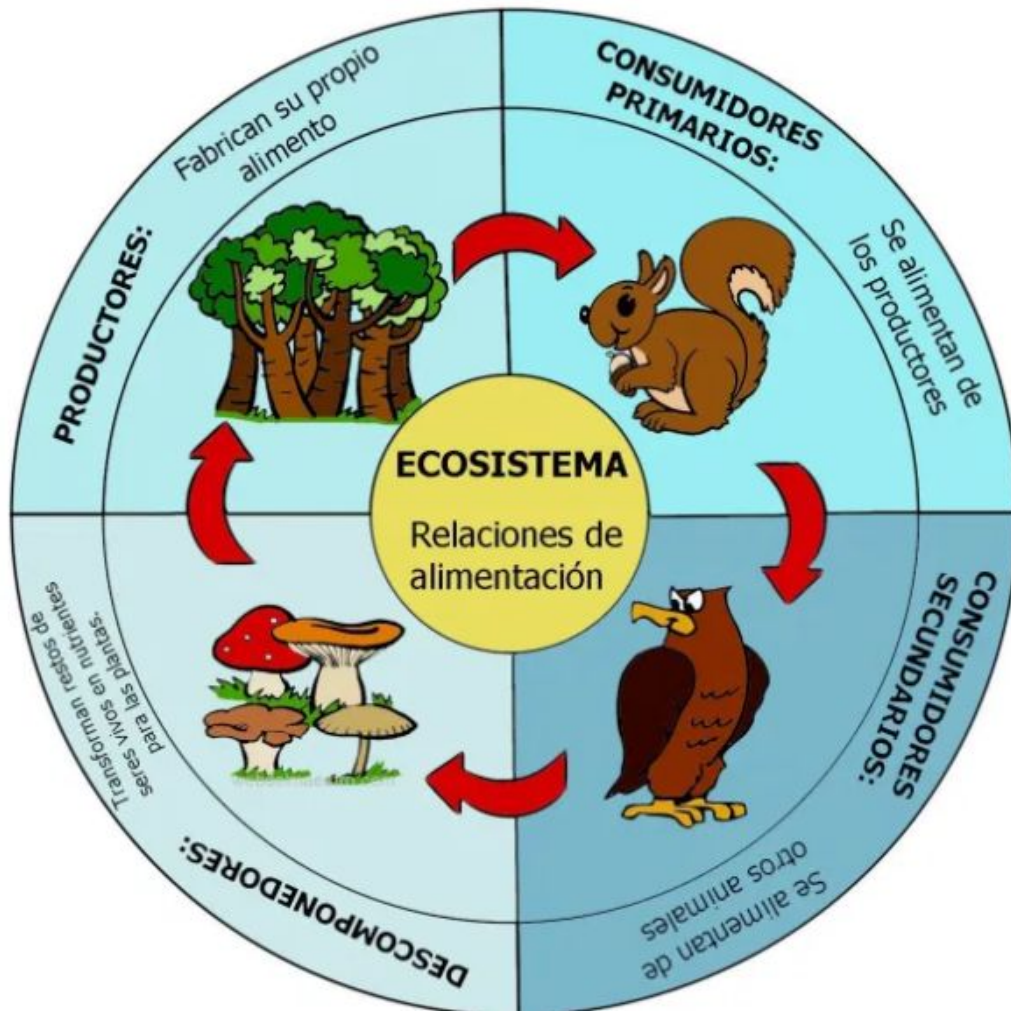 PRODUCTORES:
Fabrican su propio
alimento
CONSUMIDORES
PRIMARIOS:
Se alimentan de
los productores
ECOSISTEMA
Relaciones de
alimentación
CONSUMIDORES
SECUNDARIOS:
Se alimentan de
otros animales
DESCOMPONEDORES:
Transforman restos de
seres vivos en nutrientes
para las plantas.